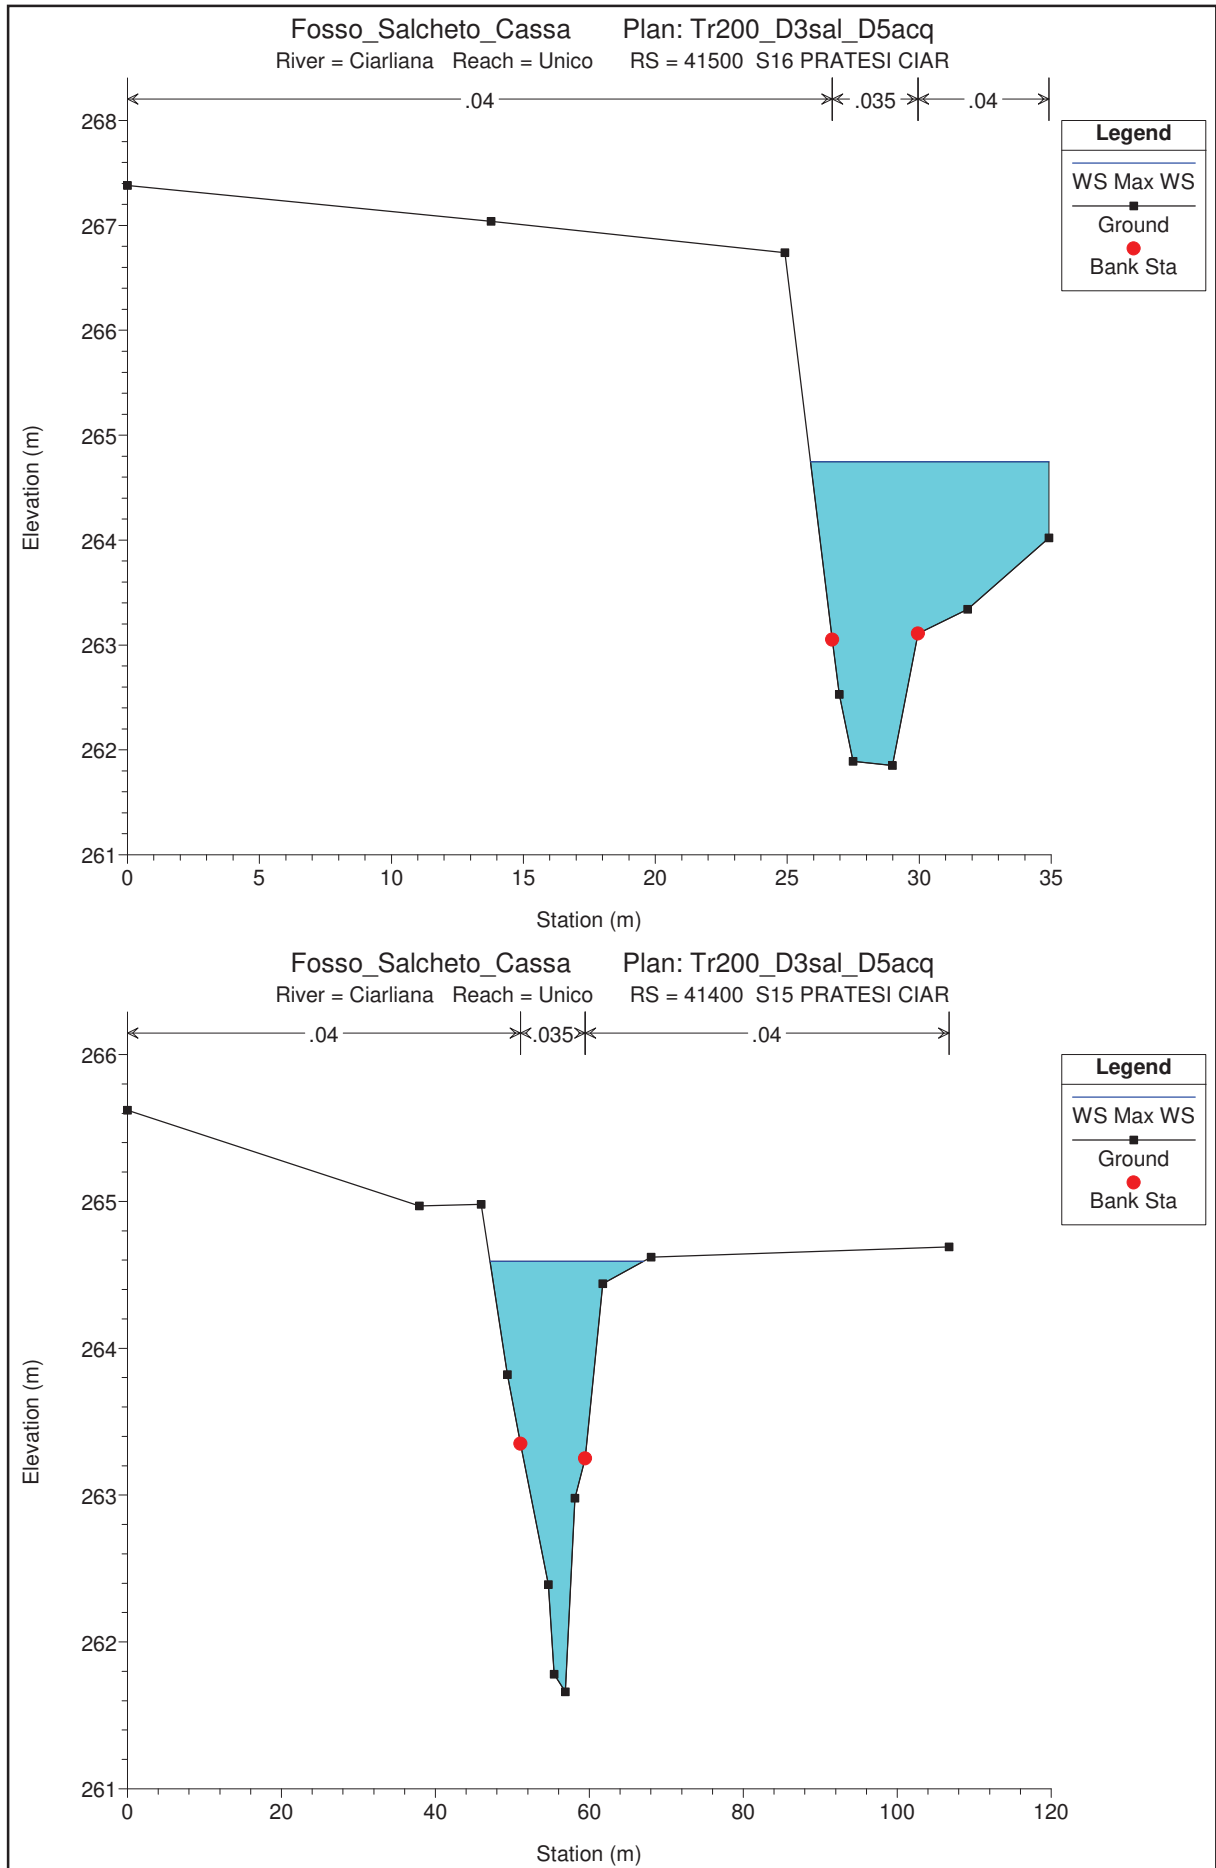 Fosso_Salcheto_Cassa Plan: Tr200_D3sal_D5acq
River = Ciarliana Reach = Unico RS = 41500 S16 PRATESI CIAR
.04 .035 .04
268
267
266
265
264
263
262
261
Elevation (m)
0 5 10 15 20 25 30 35
Station (m)
Legend
WS Max WS
Ground
Bank Sta
Fosso_Salcheto_Cassa Plan: Tr200_D3sal_D5acq
River = Ciarliana Reach = Unico RS = 41400 S15 PRATESI CIAR
.04 .035 .04
266
265
264
263
262
261
Elevation (m)
0 20 40 60 80 100 120
Station (m)
Legend
WS Max WS
Ground
Bank Sta